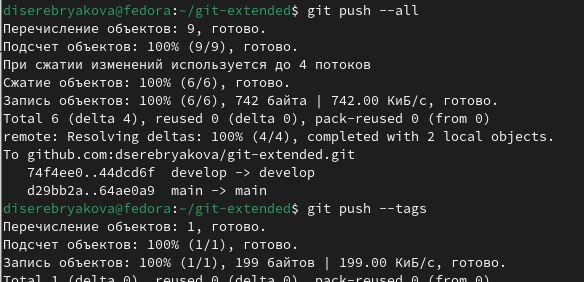 diserebryakova@fedora:~/git-extended$ git push --all
Перечисление объектов: 9, готово.
Подсчет объектов: 100% (9/9), готово.
При сжатии изменений используется до 4 потоков
Сжатие объектов: 100% (6/6), готово.
Запись объектов: 100% (6/6), 742 байта | 742.00 КиБ/с, готово.
Total 6 (delta 4), reused 0 (delta 0), pack-reused 0 (from 0)
remote: Resolving deltas: 100% (4/4), completed with 2 local objects.
To github.com:dserebryakova/git-extended.git
   74f4ee0..44dcd6f  develop -> develop
   d29bb2a..64ae0a9  main -> main
diserebryakova@fedora:~/git-extended$ git push --tags
Перечисление объектов: 1, готово.
Подсчет объектов: 100% (1/1), готово.
Запись объектов: 100% (1/1), 199 байтов | 199.00 КиБ/с, готово.
Total 1 (delta 0), reused 0 (delta 0), pack-reused 0 (from 0)